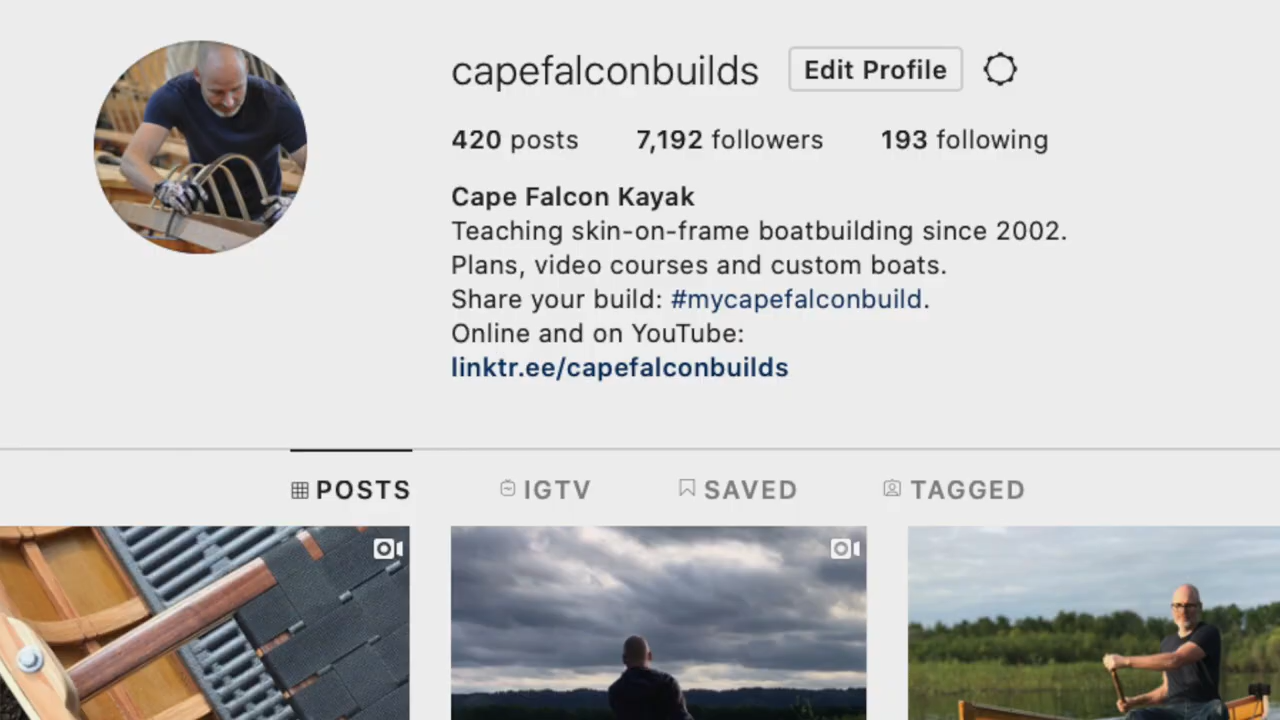 capefalconbuilds Edit Profile
420 posts 7,192 followers 193 following
Cape Falcon Kayak
Teaching skin-on-frame boatbuilding since 2002.
Plans, video courses and custom boats.
Share your build: #mycapefalconbuild.
Online and on YouTube:
linktr.ee/capefalconbuilds
POSTS IGTV SAVED TAGGED